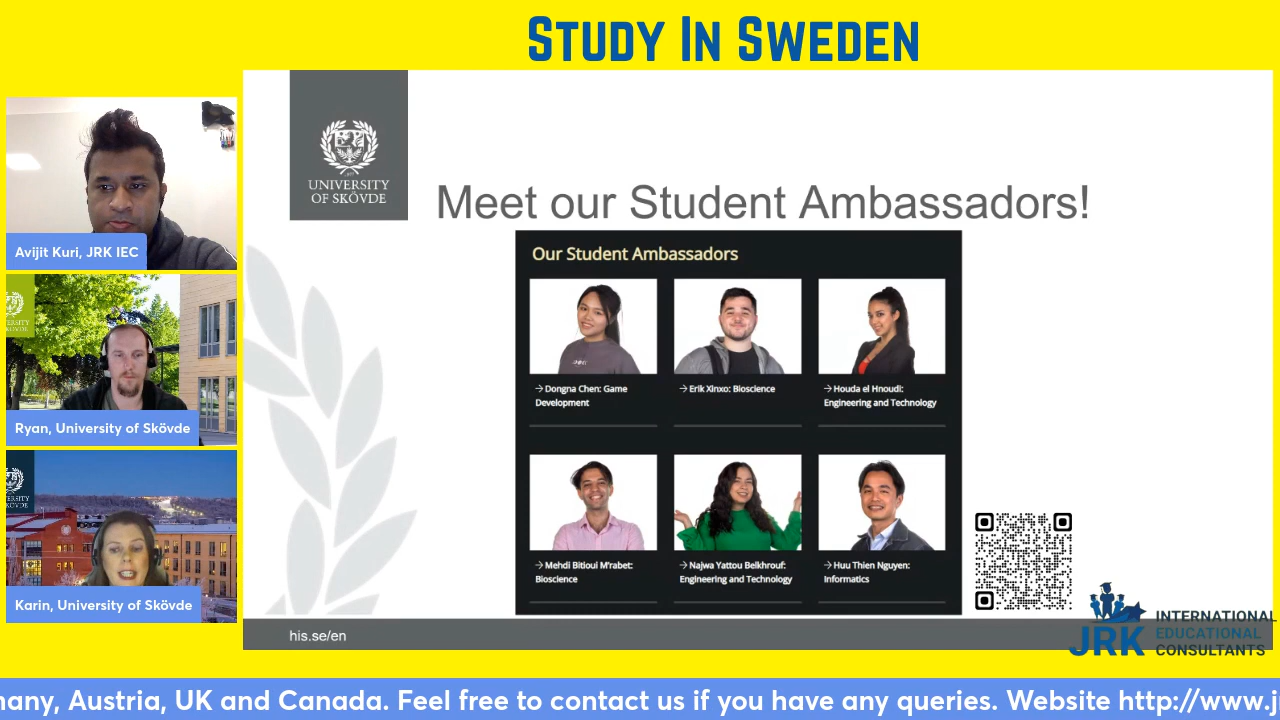 Study In Sweden
UNIVERSITY
OF SKÖVDE
Meet our Student Ambassadors!
Our Student Ambassadors
→ Dongna Chen: Game
Development
→ Erik Xinxo: Bioscience
→ Houda el Hnoudi:
Engineering and Technology
→ Mehdi Bitioui M'rabet:
Bioscience
→ Najwa Yattou Belkhrouf:
Engineering and Technology
→ Huu Thien Nguyen:
Informatics
his.se/en
JRK
INTERNATIONAL
EDUCATIONAL
CONSULTANTS
Avijit Kuri, JRK IEC
Ryan, University of Skövde
Karin, University of Skövde
many, Austria, UK and Canada. Feel free to contact us if you have any queries. Website http://www.j